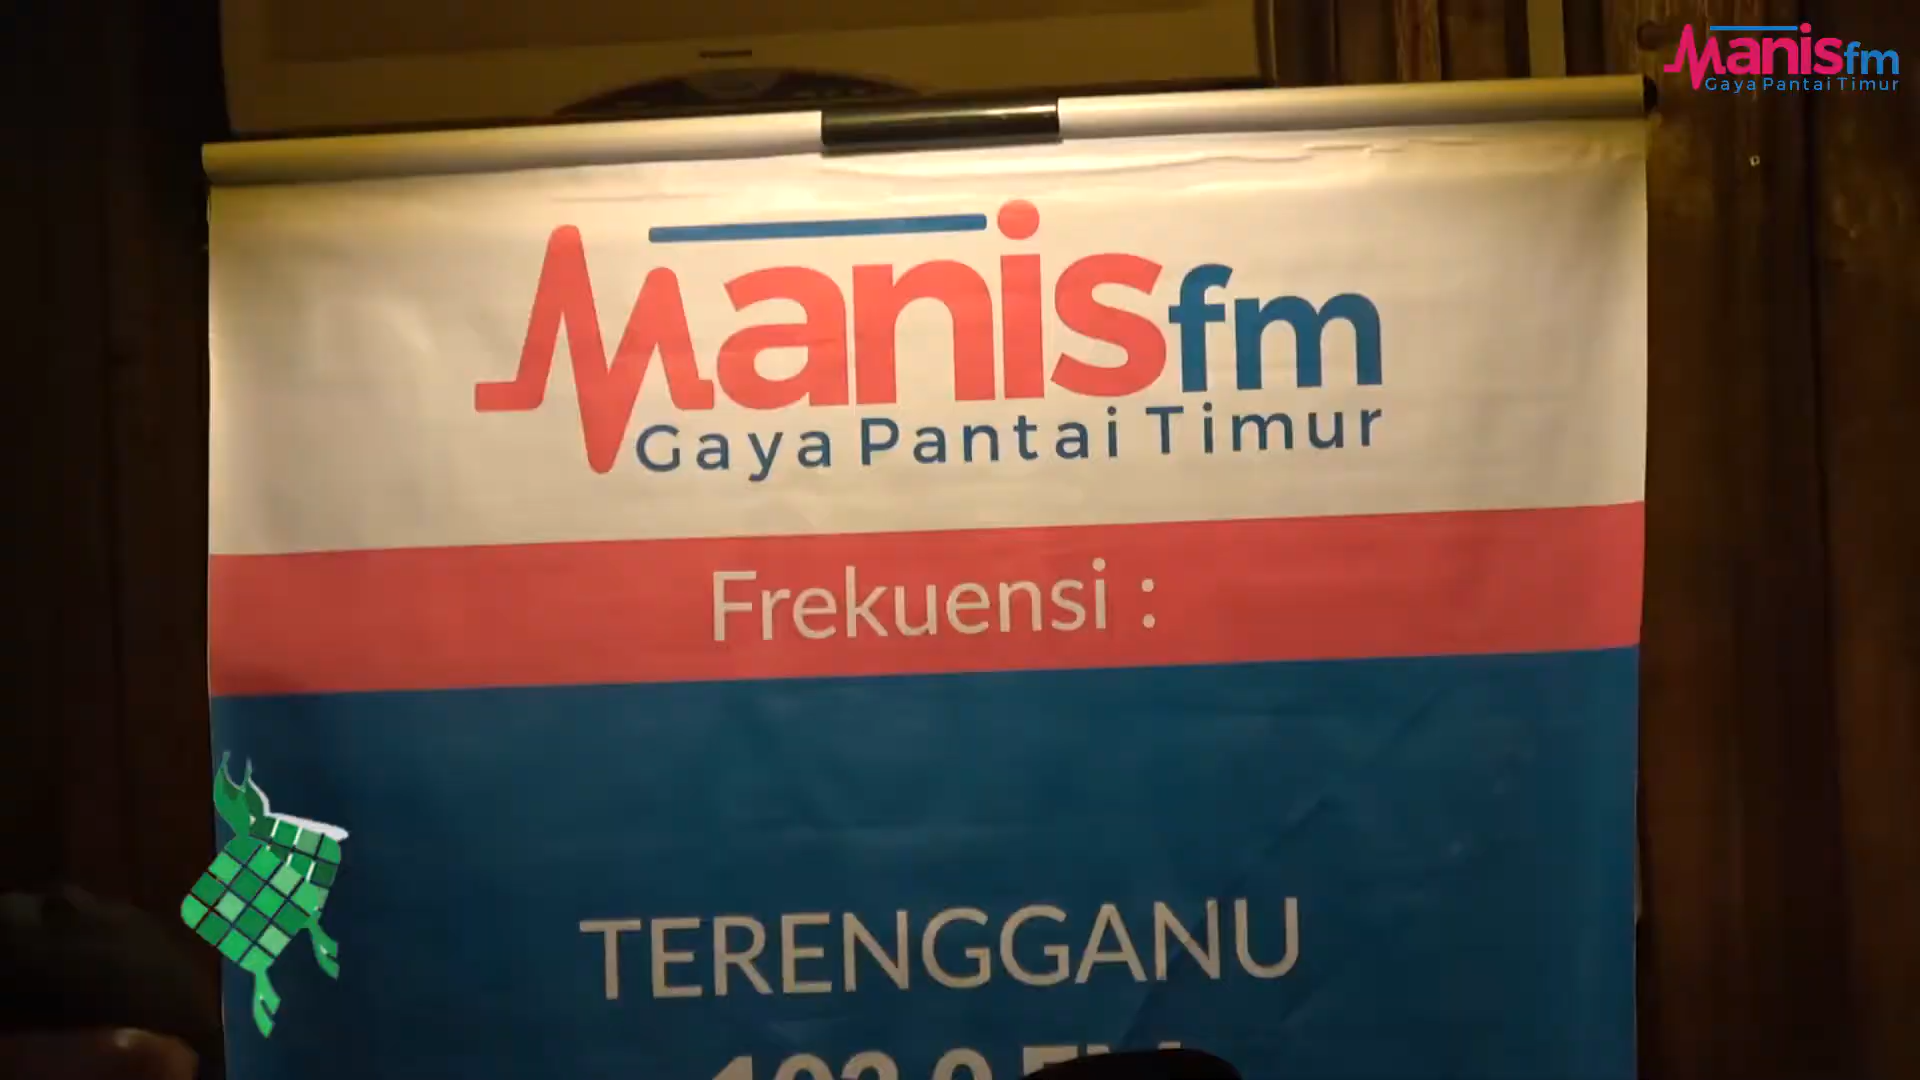 Manis fm
Gaya Pantai Timur
Manis fm
Gaya Pantai Timur
Frekuensi :
TERENGGANU